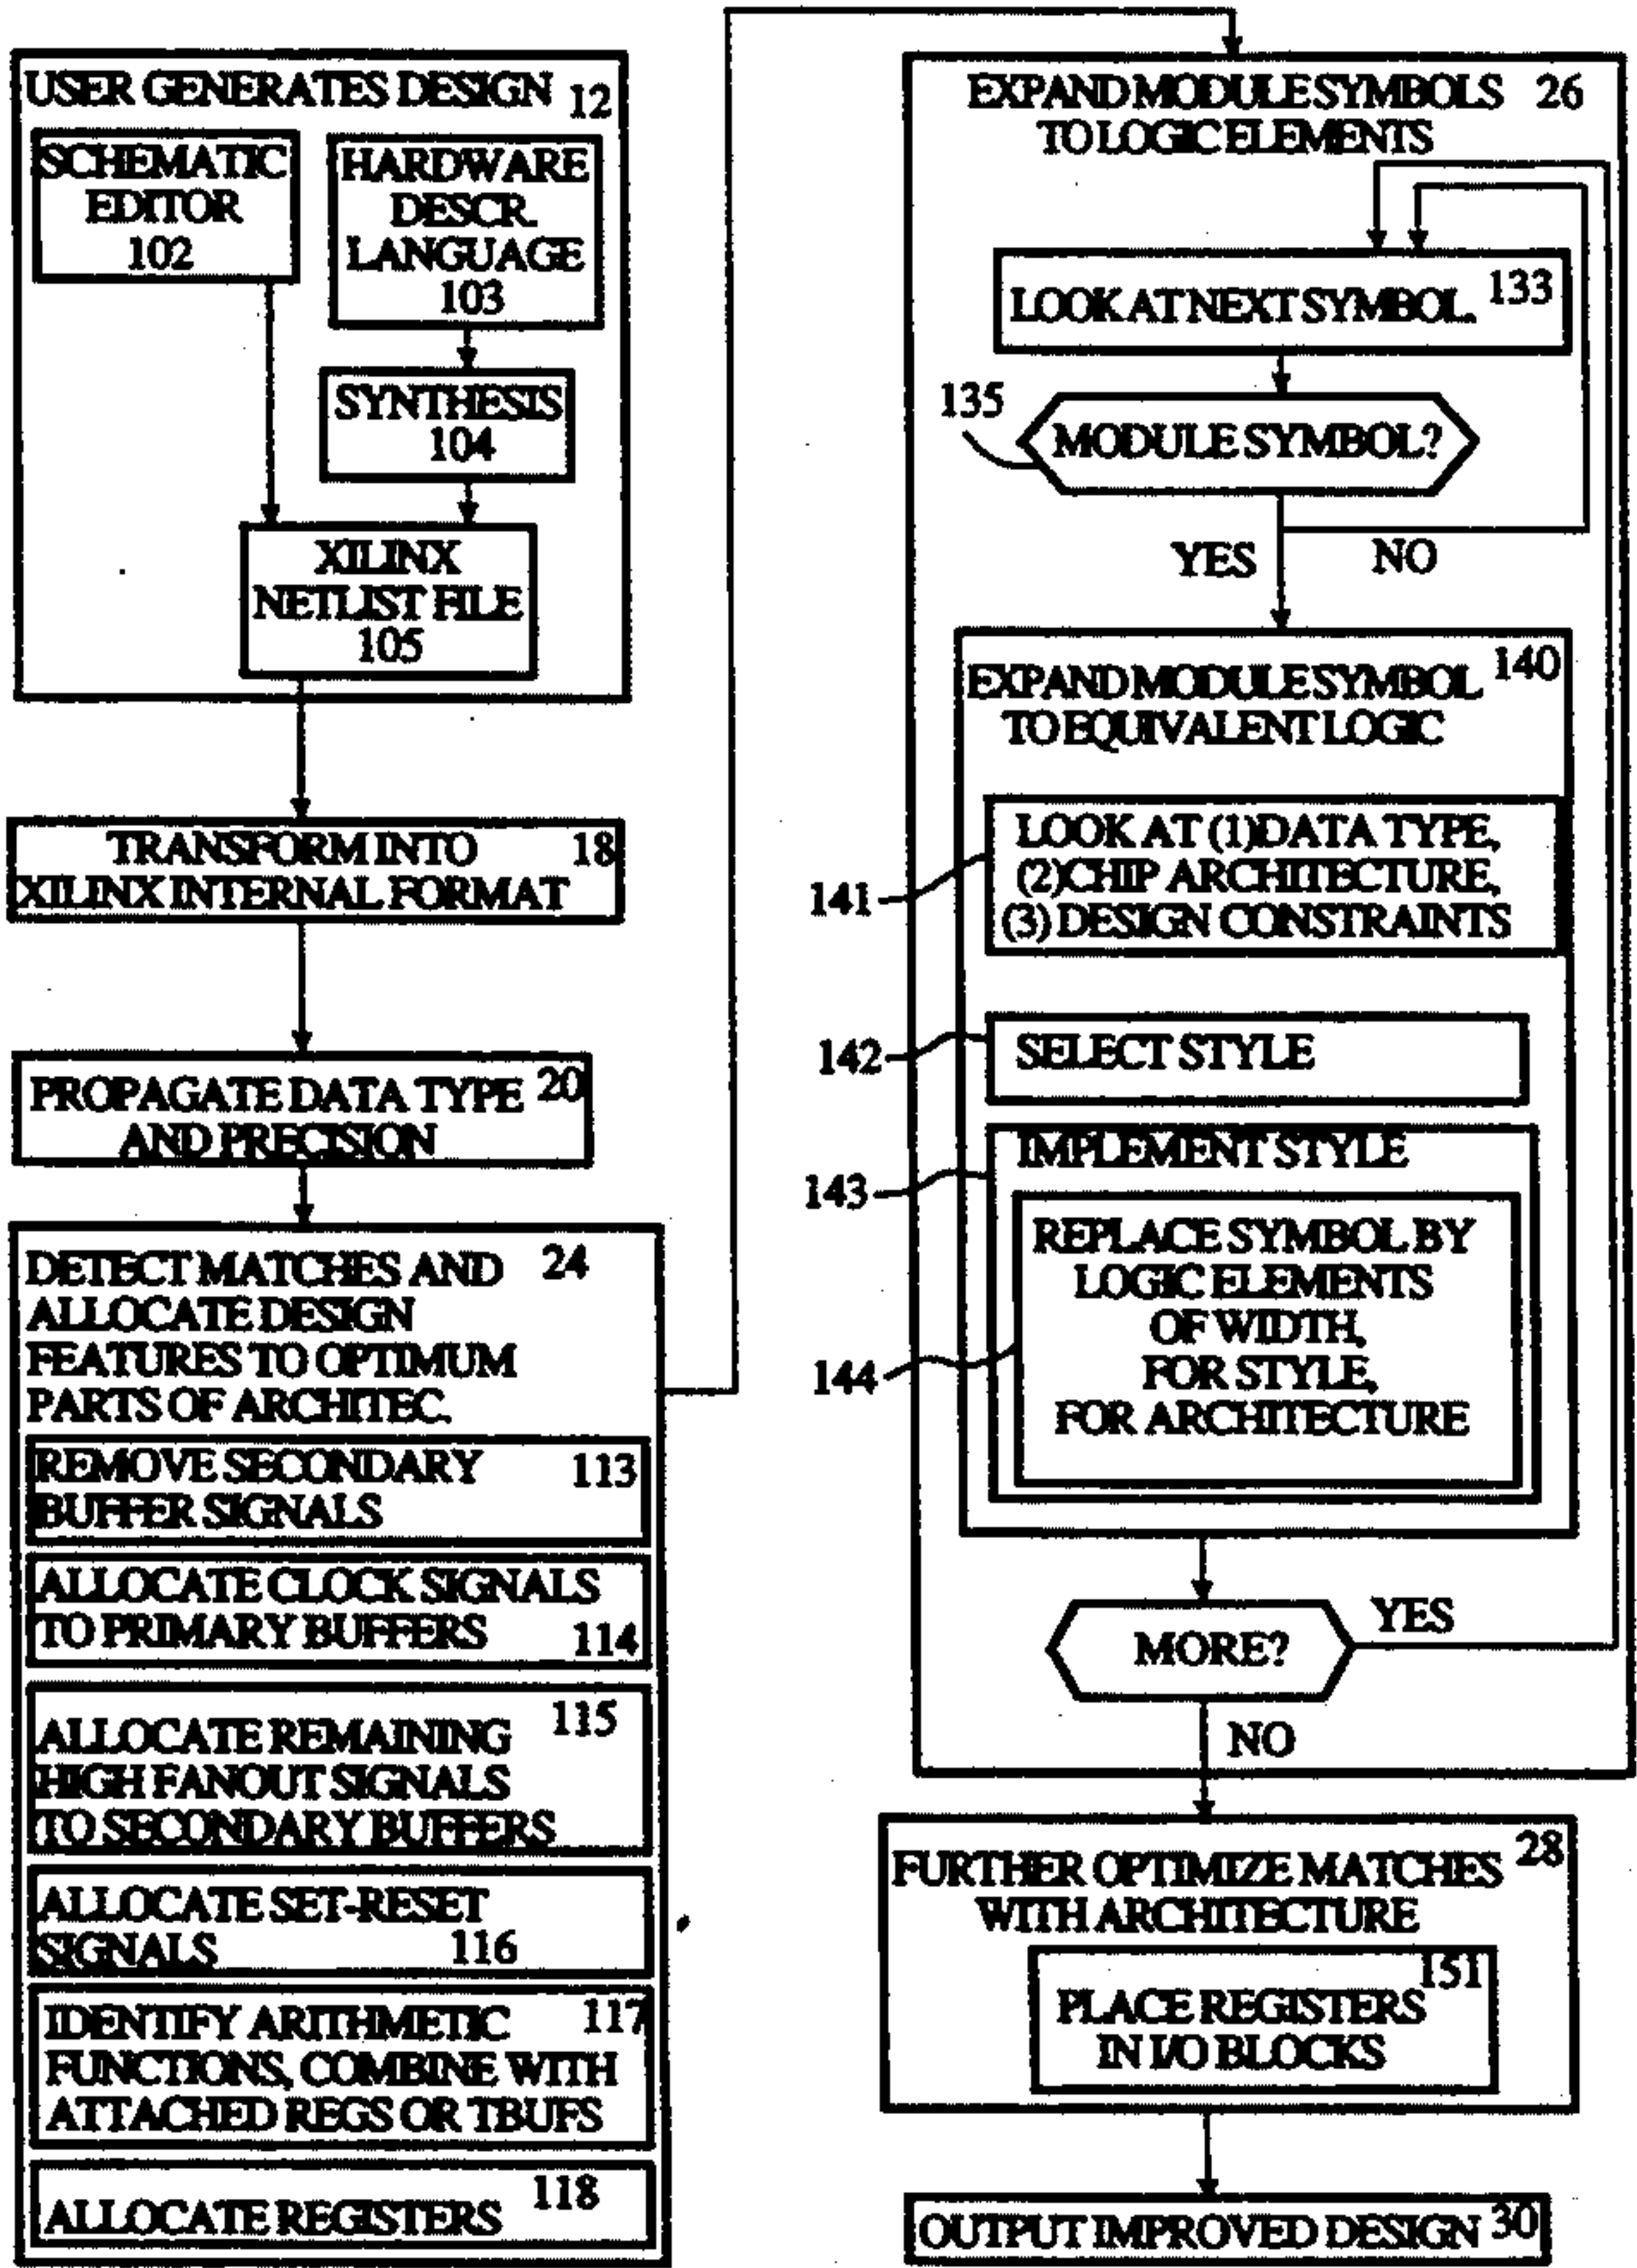 USER GENERATES DESIGN 12
SCHEMATIC
EDITOR
102
HARDWARE
DESCR.
LANGUAGE
103
SYNTHESIS
104
XILINX
NETLIST FILE
105
TRANSFORM INTO 18
XILINX INTERNAL FORMAT
PROPAGATE DATA TYPE 20
AND PRECISION
DETECT MATCHES AND 24
ALLOCATE DESIGN
FEATURES TO OPTIMUM
PARTS OF ARCHITEC.
REMOVE SECONDARY 113
BUFFER SIGNALS
ALLOCATE CLOCK SIGNALS
TO PRIMARY BUFFERS 114
ALLOCATE REMAINING 115
HIGH FANOUT SIGNALS
TO SECONDARY BUFFERS
ALLOCATE SET-RESET
SIGNALS 116
IDENTIFY ARITHMETIC 117
FUNCTIONS, COMBINE WITH
ATTACHED REGS OR TBUFS
ALLOCATE REGISTERS 118
EXPAND MODULE SYMBOLS 26
TO LOGIC ELEMENTS
LOOK AT NEXT SYMBOL. 133
135
MODULE SYMBOL?
YES NO
EXPAND MODULE SYMBOL 140
TO EQUIVALENT LOGIC
LOOK AT (1)DATA TYPE,
(2)CHIP ARCHITECTURE,
(3) DESIGN CONSTRAINTS
141
142
SELECT STYLE
IMPLEMENT STYLE
143
REPLACE SYMBOL BY
LOGIC ELEMENTS
OF WIDTH,
FOR STYLE,
FOR ARCHITECTURE
144
MORE? YES
NO
FURTHER OPTIMIZE MATCHES 28
WITH ARCHITECTURE
151
PLACE REGISTERS
IN I/O BLOCKS
OUTPUT IMPROVED DESIGN 30